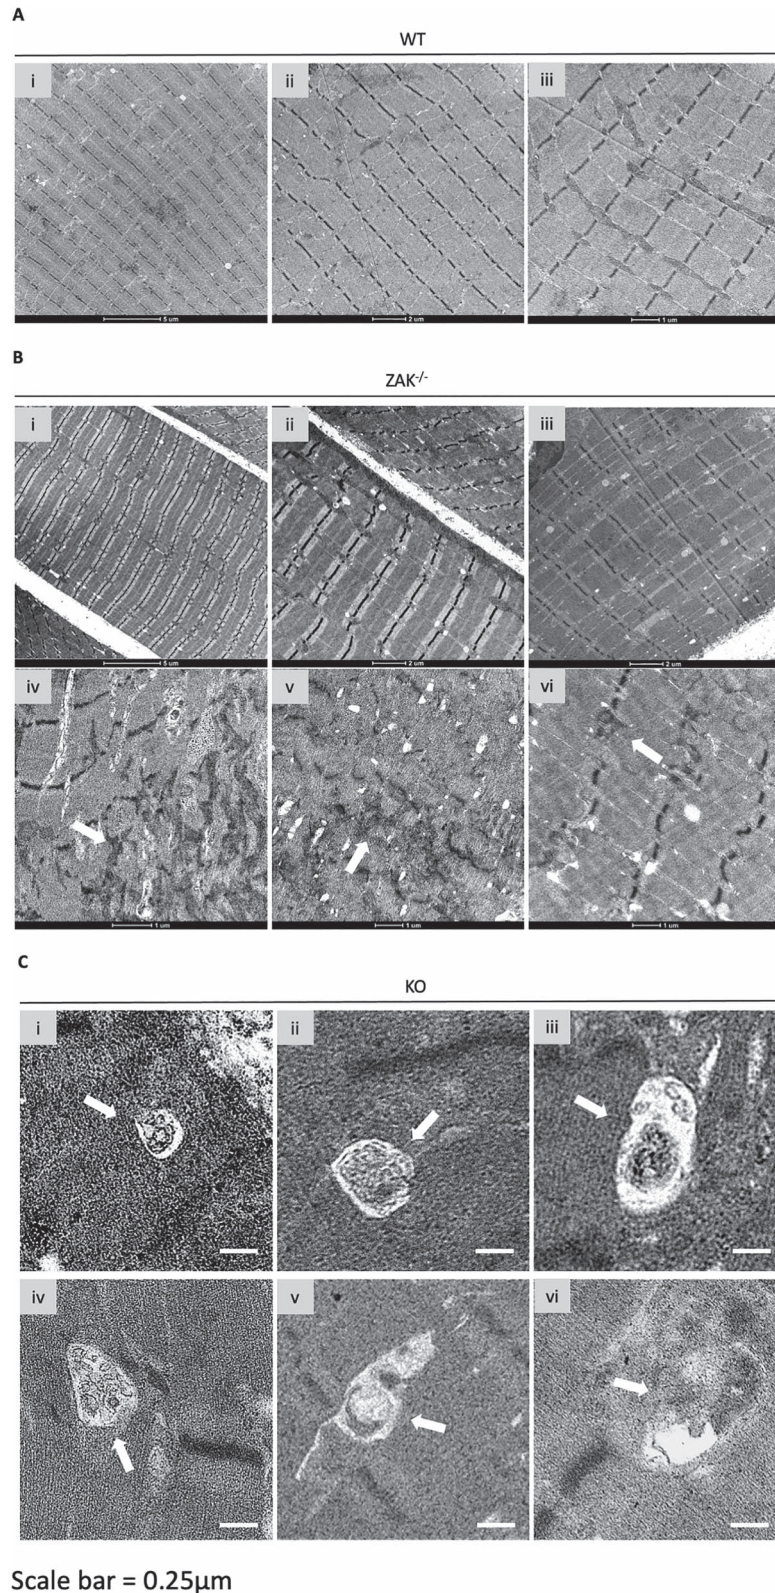 A
WT
i
ii
iii
5 um
2 um
1 um
B
ZAK-/-
i
ii
iii
5 um
2 um
2 um
iv
v
vi
1 um
1 um
1 um
C
KO
i
ii
iii
iv
v
vi
Scale bar = 0.25μm